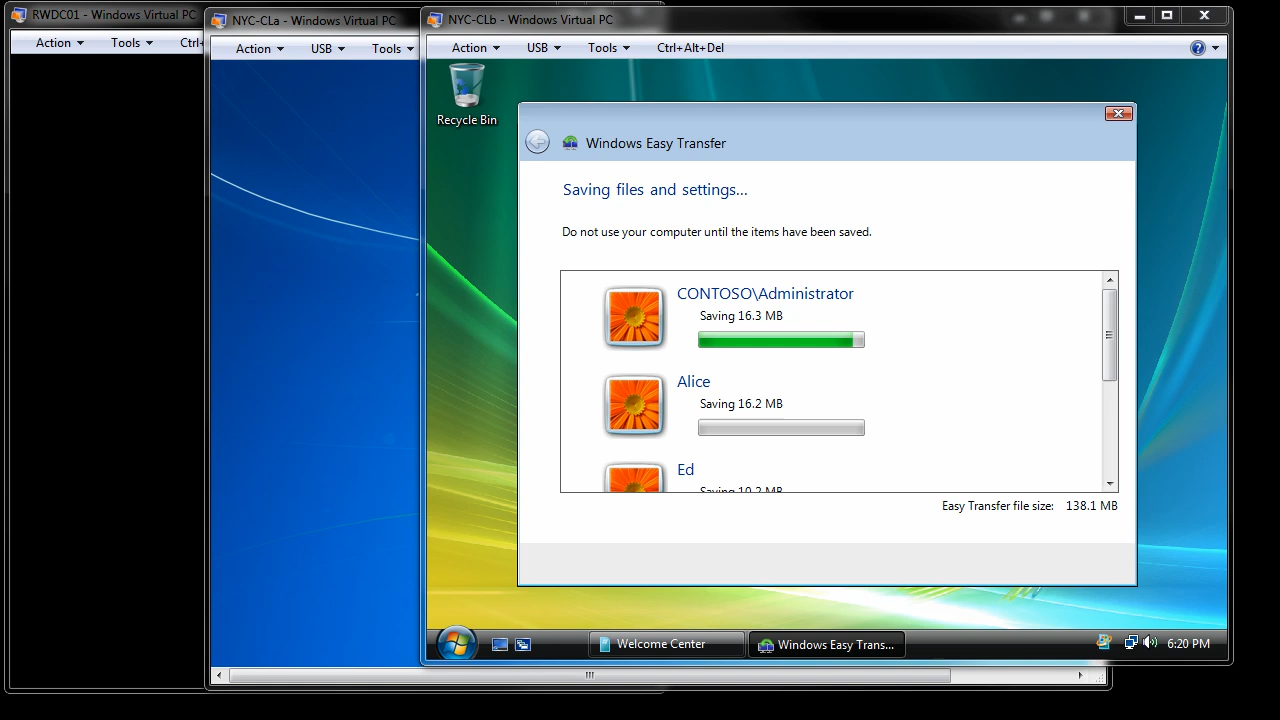 RWDC01 - Windows Virtual PC
Action Tools Ctrl+
NYC-CLa - Windows Virtual PC
Action USB Tools
NYC-CLb - Windows Virtual PC
Action USB Tools Ctrl+Alt+Del
Recycle Bin
Windows Easy Transfer
Saving files and settings...
Do not use your computer until the items have been saved.
CONTOSO\Administrator
Saving 16.3 MB
Alice
Saving 16.2 MB
Ed
Saving 10.2 MB
Easy Transfer file size: 138.1 MB
Welcome Center
Windows Easy Trans...
6:20 PM